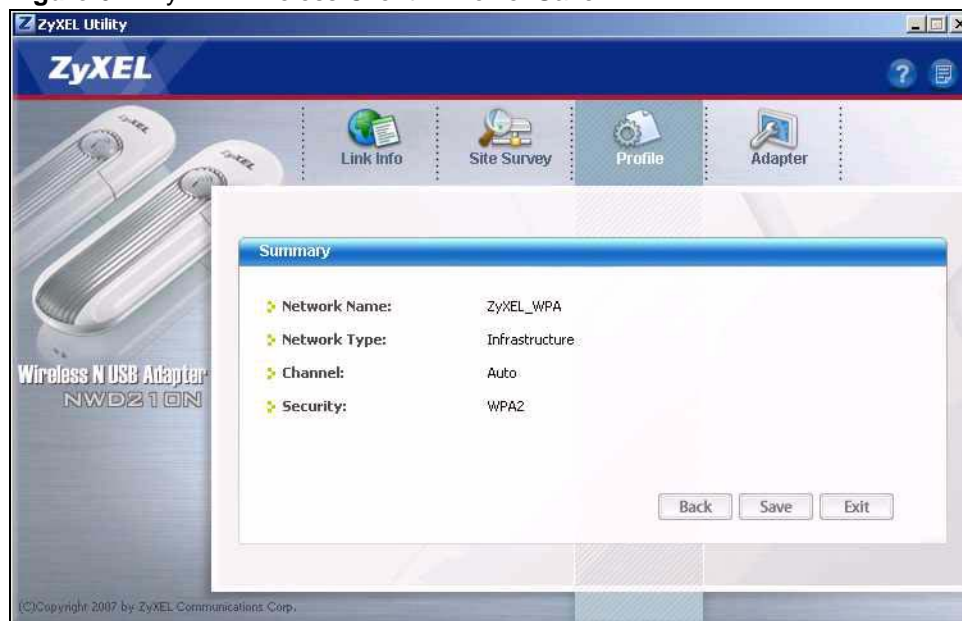 ZyXEL Utility
ZyXEL
Link Info
Site Survey
Profile
Adapter
Summary
Network Name: ZyXEL_WPA
Network Type: Infrastructure
Channel: Auto
Security: WPA2
Wireless N USB Adapter
NWD210N
Back
Save
Exit
(C)Copyright 2007 by ZyXEL Communications Corp.